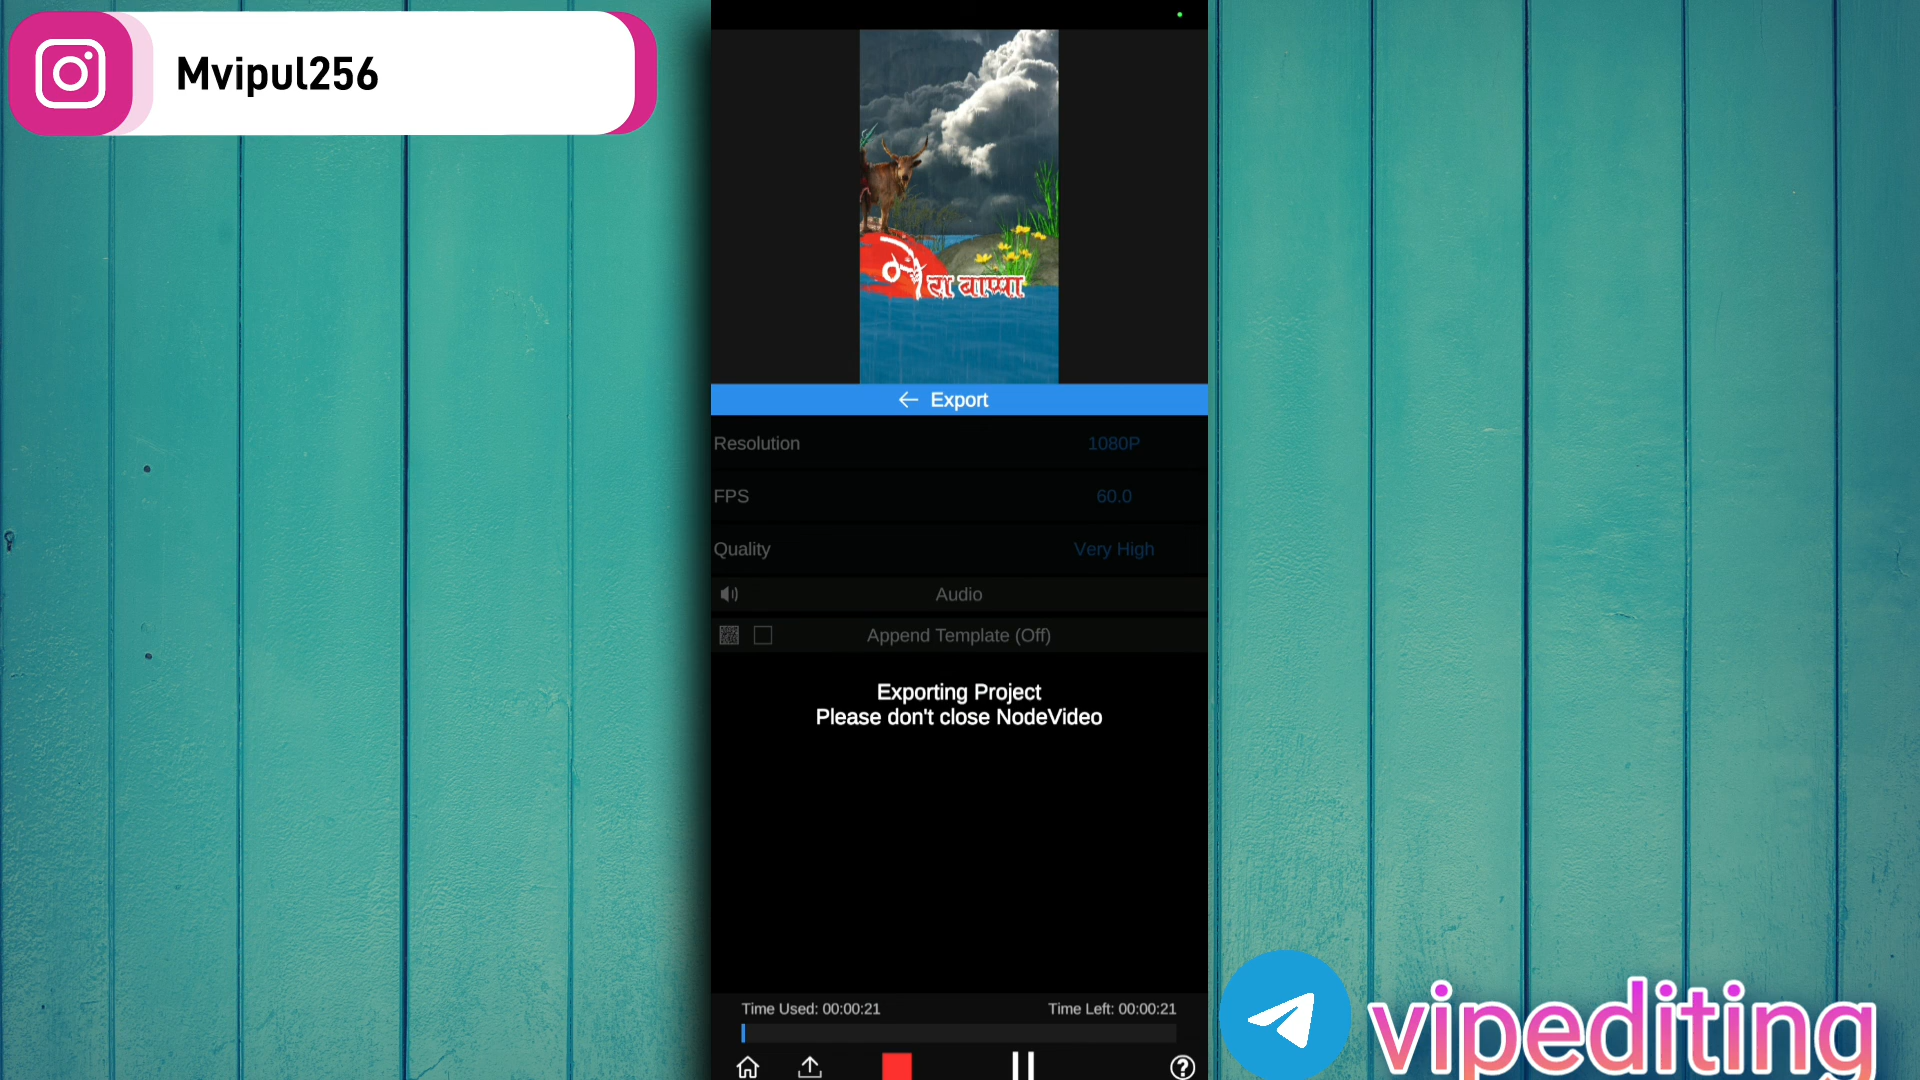 Mvipul256
मोरा बाप्पा
Export
Resolution 1080P
FPS 60.0
Quality Very High
Audio
Append Template (Off)
Exporting Project
Please don't close NodeVideo
Time Used: 00:00:21 Time Left: 00:00:21
vipediting